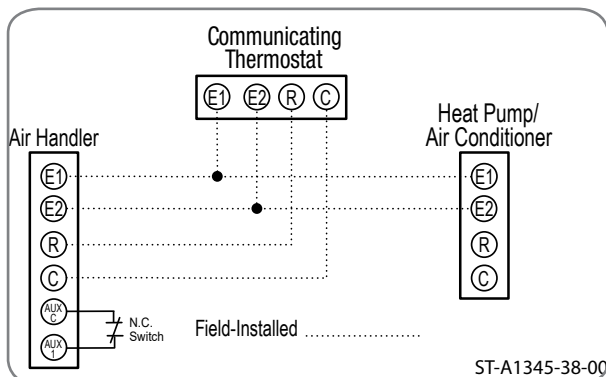 Communicating
Thermostat
E1 E2 R C
Air Handler
E1
E2
R
C
AUX
C
AUX
1
N.C.
Switch
Heat Pump/
Air Conditioner
E1
E2
R
C
Field-Installed
ST-A1345-38-00